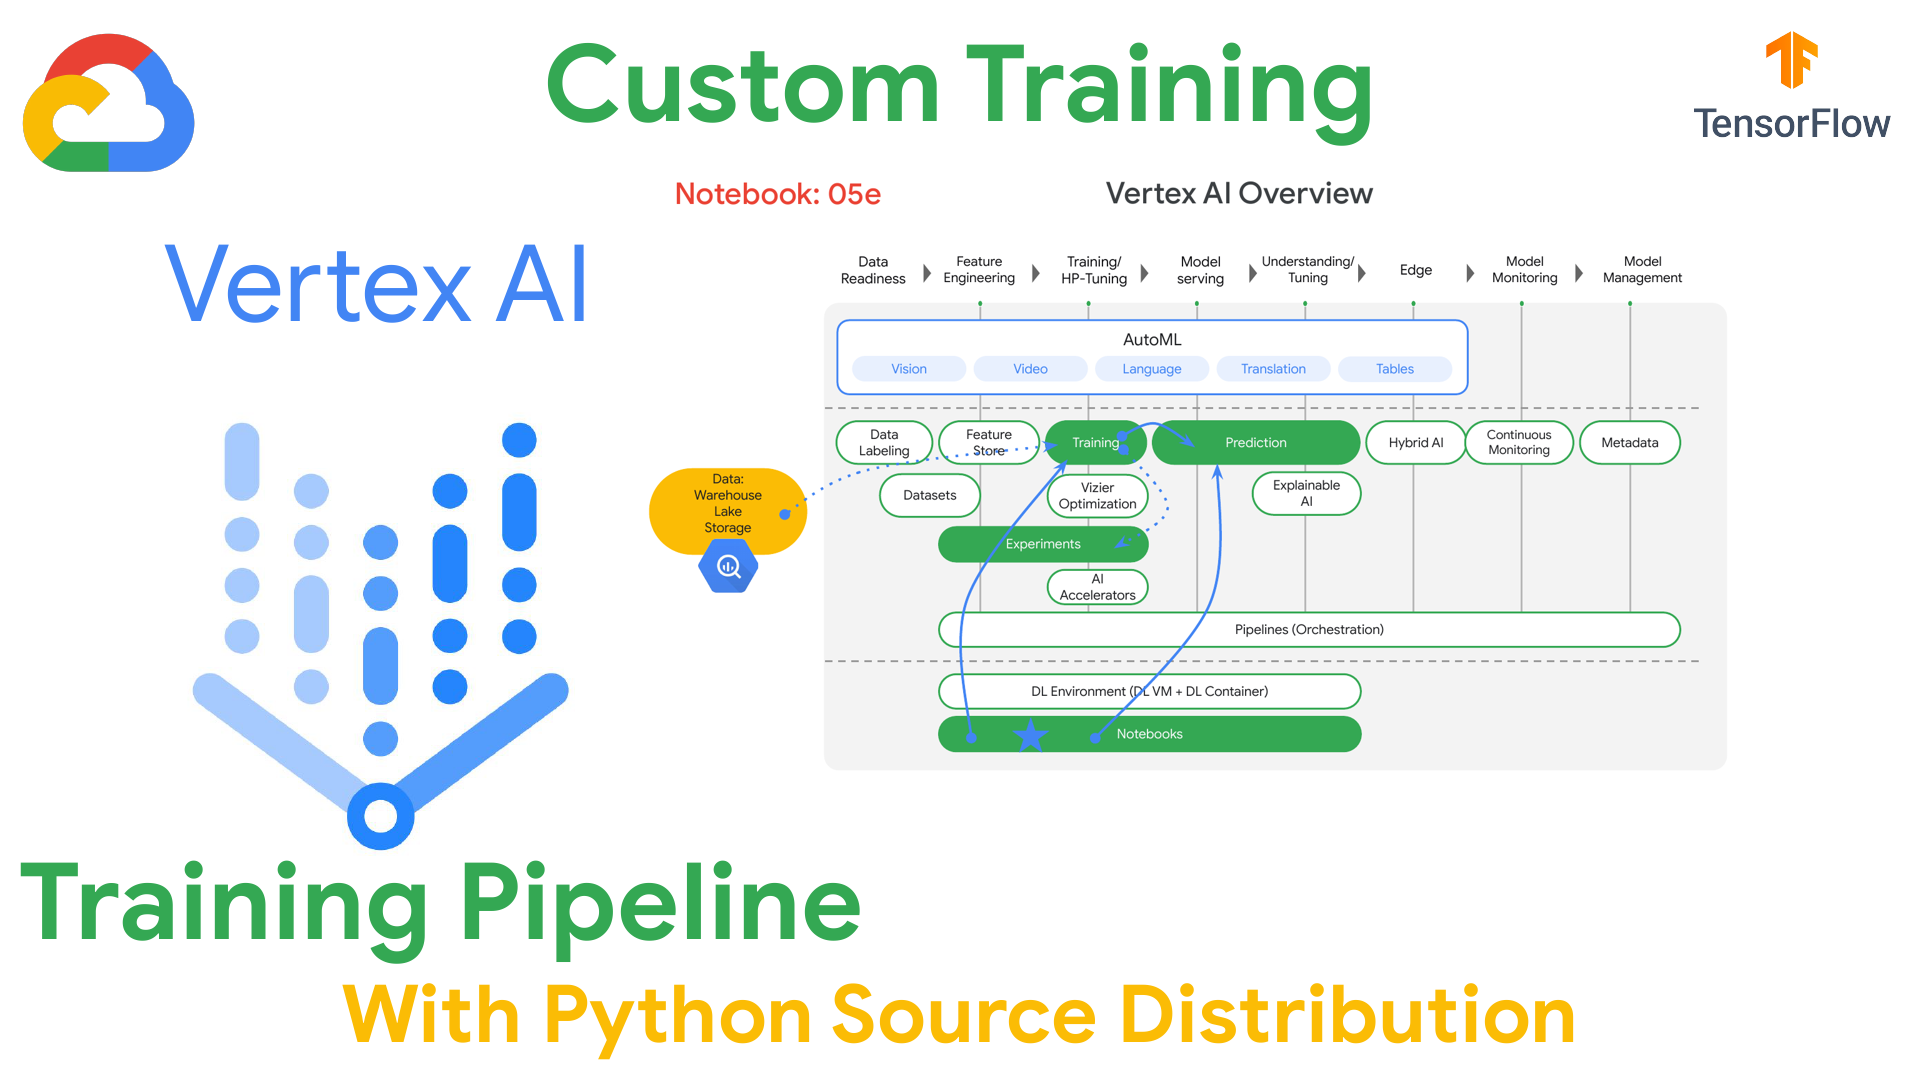 Custom Training
TensorFlow
Notebook: 05e
Vertex AI Overview
Vertex AI
Data
Readiness
Feature
Engineering
Training/
HP-Tuning
Model
serving
Understanding/
Tuning
Edge
Model
Monitoring
Model
Management
AutoML
Vision
Video
Language
Translation
Tables
Data
Labeling
Feature
Store
Training
Prediction
Hybrid AI
Continuous
Monitoring
Metadata
Data:
Warehouse
Lake
Storage
Datasets
Vizier
Optimization
Explainable
AI
Experiments
AI
Accelerators
Pipelines (Orchestration)
DL Environment (DL VM + DL Container)
Notebooks
Training Pipeline
With Python Source Distribution